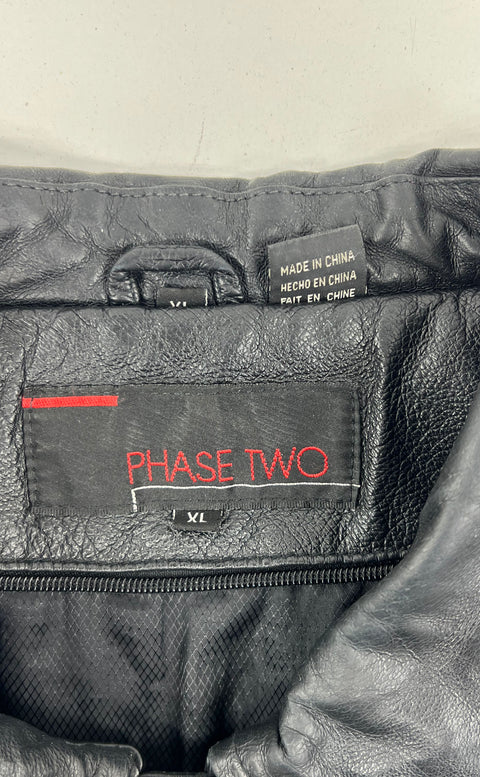 MADE IN CHINA
HECHO EN CHINA
FAIT EN CHINE
XL
PHASE TWO
XL